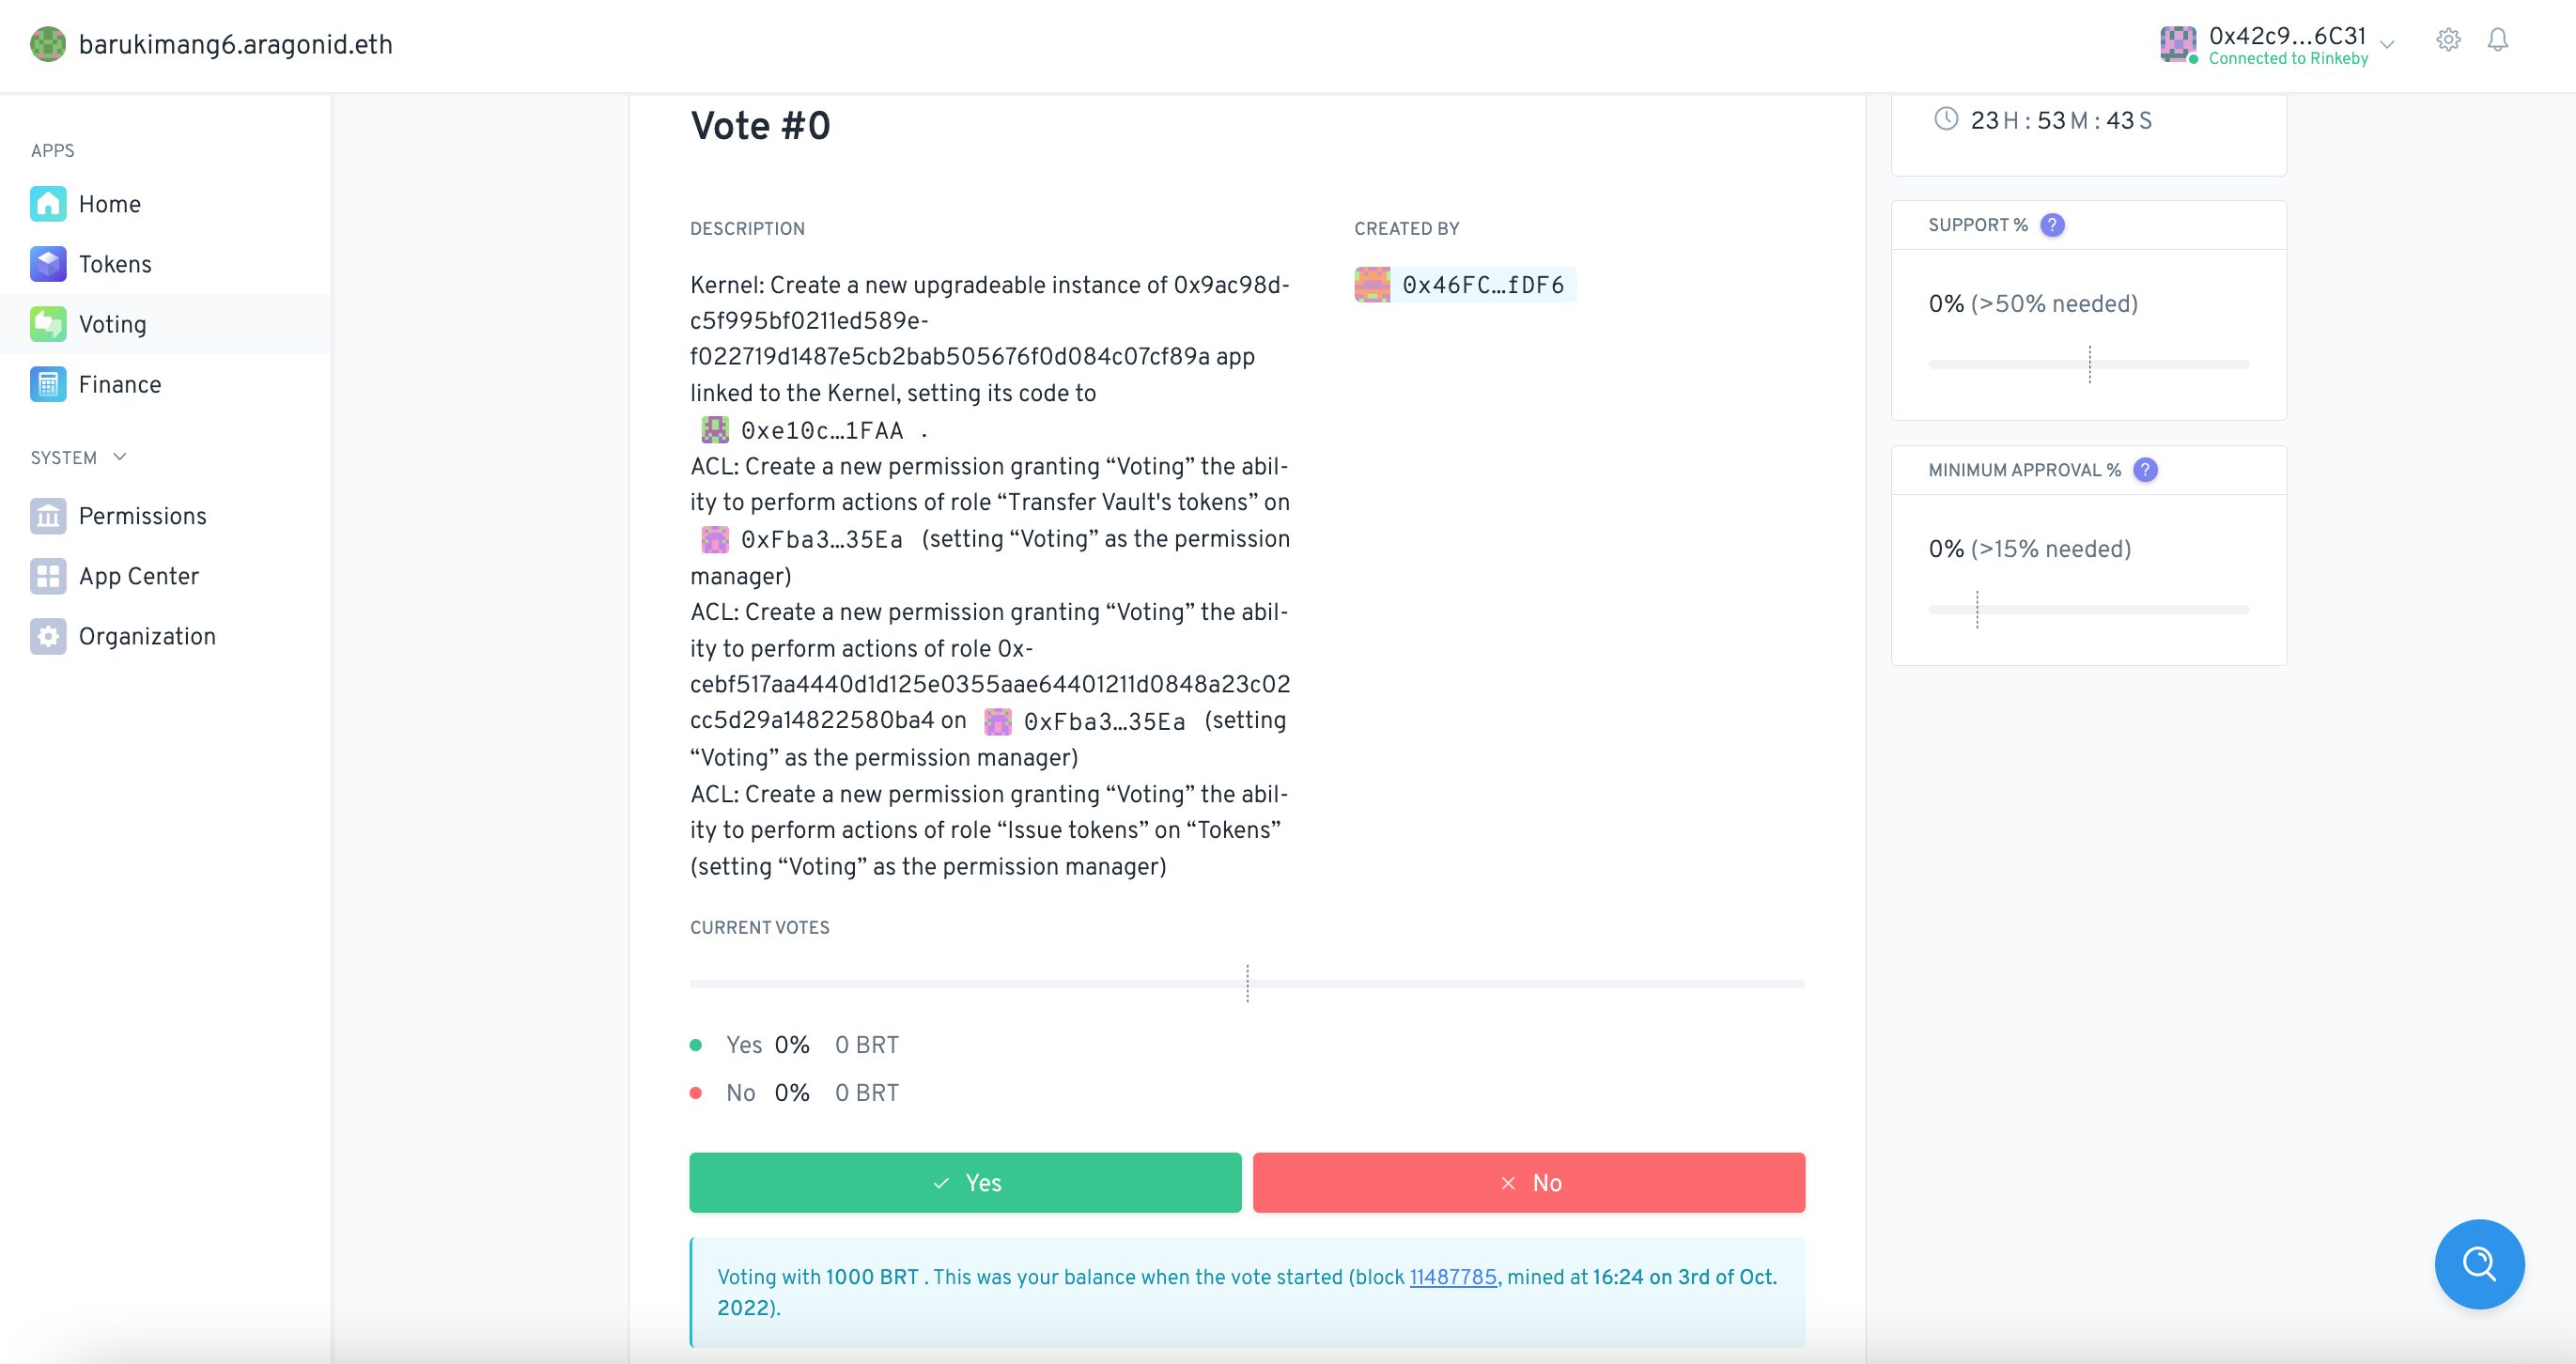 barukimang6.aragonid.eth
0x42c9...6C31
Connected to Rinkeby
APPS
Home
Tokens
Voting
Finance
SYSTEM
Permissions
App Center
Organization
Vote #0
DESCRIPTION
Kernel: Create a new upgradeable instance of 0x9ac98d-
c5f995bf0211ed589e-
f022719d1487e5cb2bab505676f0d084c07cf89a app
linked to the Kernel, setting its code to
0xe10c…1FAA .
ACL: Create a new permission granting “Voting” the abil-
ity to perform actions of role “Transfer Vault's tokens” on
0xFba3…35Ea (setting “Voting” as the permission
manager)
ACL: Create a new permission granting “Voting” the abil-
ity to perform actions of role 0x-
cebf517aa4440d1d125e0355aae64401211d0848a23c02
cc5d29a14822580ba4 on 0xFba3…35Ea (setting
“Voting” as the permission manager)
ACL: Create a new permission granting “Voting” the abil-
ity to perform actions of role “Issue tokens” on “Tokens”
(setting “Voting” as the permission manager)
CREATED BY
0x46FC…fDF6
CURRENT VOTES
Yes 0% 0 BRT
No 0% 0 BRT
Yes
No
Voting with 1000 BRT . This was your balance when the vote started (block 11487785, mined at 16:24 on 3rd of Oct.
2022).
23 H : 53 M : 43 S
SUPPORT % ?
0% (>50% needed)
MINIMUM APPROVAL % ?
0% (>15% needed)